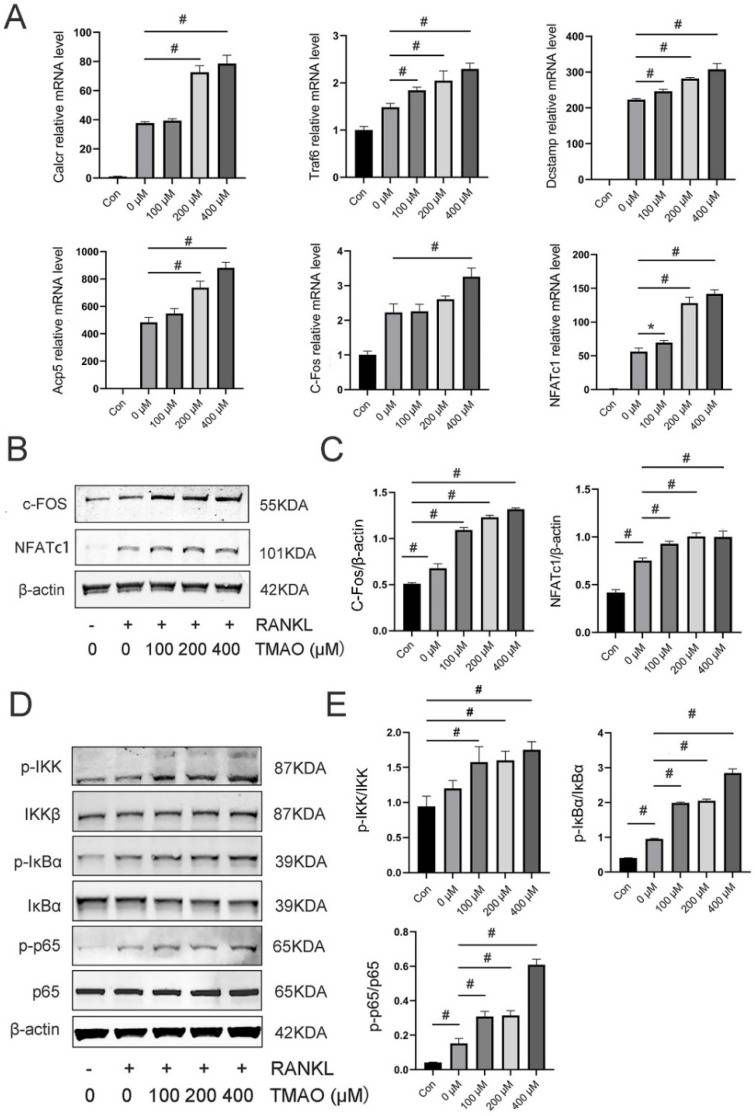 A
Calcr relative mRNA level
100
80
60
40
20
0
#
#
Con
0 μM
100 μM
200 μM
400 μM
Traf6 relative mRNA level
3
2
1
0
#
#
#
Con
0 μM
100 μM
200 μM
400 μM
Dcstamp relative mRNA level
400
300
200
100
0
#
#
#
Con
0 μM
100 μM
200 μM
400 μM
Acp5 relative mRNA level
1000
800
600
400
200
0
#
#
Con
0 μM
100 μM
200 μM
400 μM
C-Fos relative mRNA level
4
3
2
1
0
#
Con
0 μM
100 μM
200 μM
400 μM
NFATc1 relative mRNA level
200
150
100
50
0
#
#
*
Con
0 μM
100 μM
200 μM
400 μM
B
c-FOS 55KDA
NFATc1 101KDA
β-actin 42KDA
- + + + + RANKL
0 0 100 200 400 TMAO (μM)
C
C-Fos/β-actin
1.5
1.0
0.5
0.0
#
#
#
#
Con
0 μM
100 μM
200 μM
400 μM
NFATc1/β-actin
1.5
1.0
0.5
0.0
#
#
#
#
Con
0 μM
100 μM
200 μM
400 μM
D
p-IKK 87KDA
IKKβ 87KDA
p-IκBα 39KDA
IκBα 39KDA
p-p65 65KDA
p65 65KDA
β-actin 42KDA
- + + + + RANKL
0 0 100 200 400 TMAO (μM)
E
p-IKK/IKK
2.0
1.5
1.0
0.5
0.0
#
#
#
Con
0 μM
100 μM
200 μM
400 μM
p-IκBα/IκBα
4
3
2
1
0
#
#
#
#
Con
0 μM
100 μM
200 μM
400 μM
p-p65/p65
0.8
0.6
0.4
0.2
0.0
#
#
#
#
Con
0 μM
100 μM
200 μM
400 μM